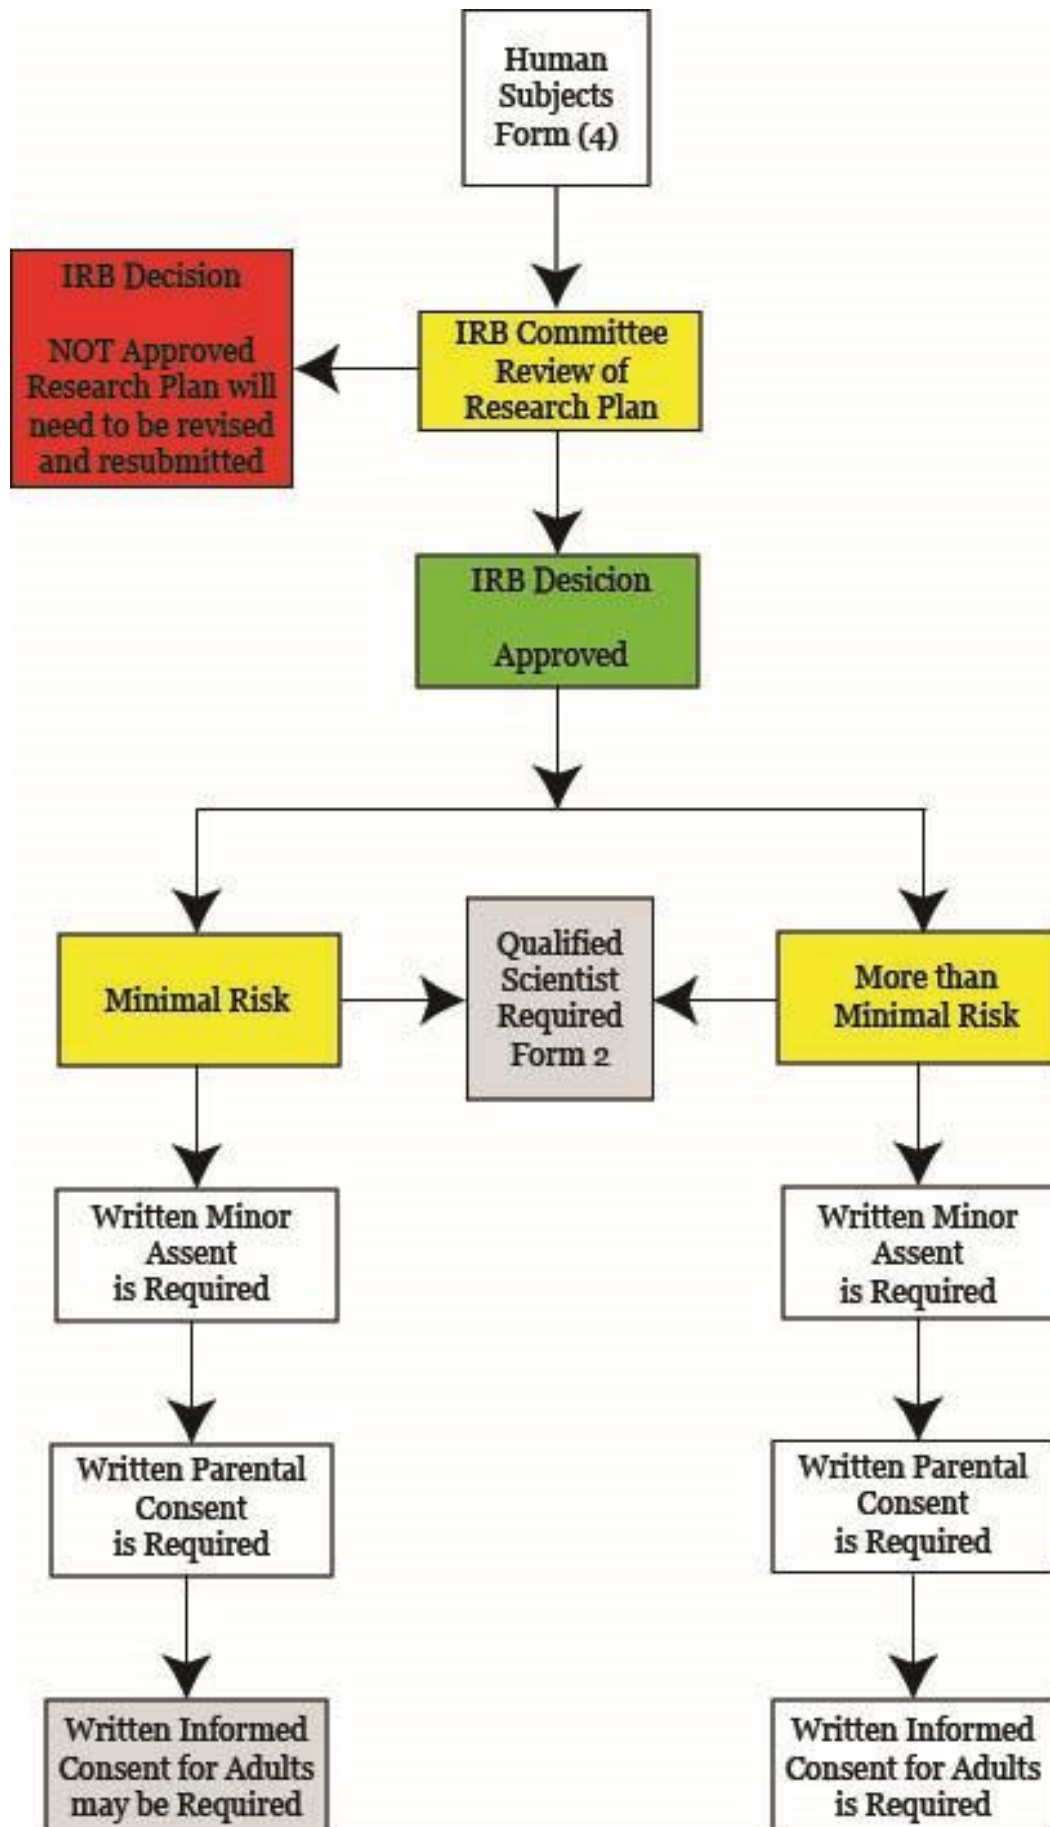 Human
Subjects
Form (4)
IRB Decision
NOT Approved
Research Plan will
need to be revised
and resubmitted
IRB Committee
Review of
Research Plan
IRB Desicion
Approved
Minimal Risk
Qualified
Scientist
Required
Form 2
More than
Minimal Risk
Written Minor
Assent
is Required
Written Minor
Assent
is Required
Written Parental
Consent
is Required
Written Parental
Consent
is Required
Written Informed
Consent for Adults
may be Required
Written Informed
Consent for Adults
is Required